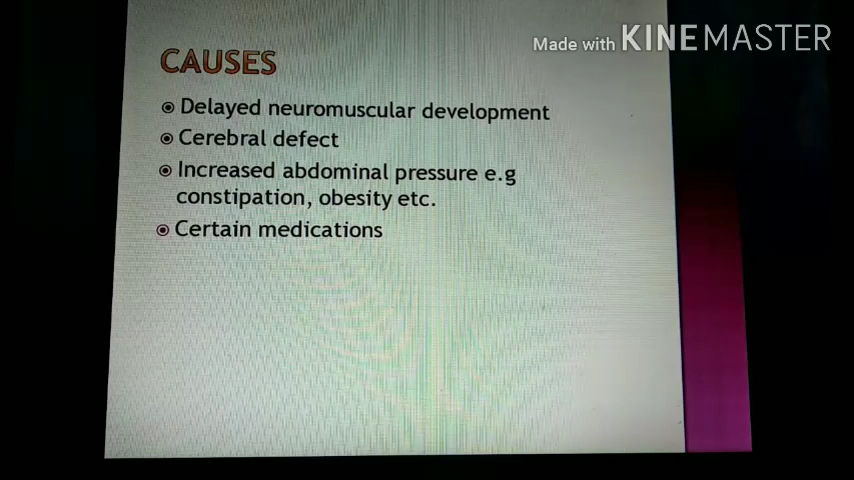 Made with KINEMASTER
CAUSES
Delayed neuromuscular development
Cerebral defect
Increased abdominal pressure e.g
constipation, obesity etc.
Certain medications